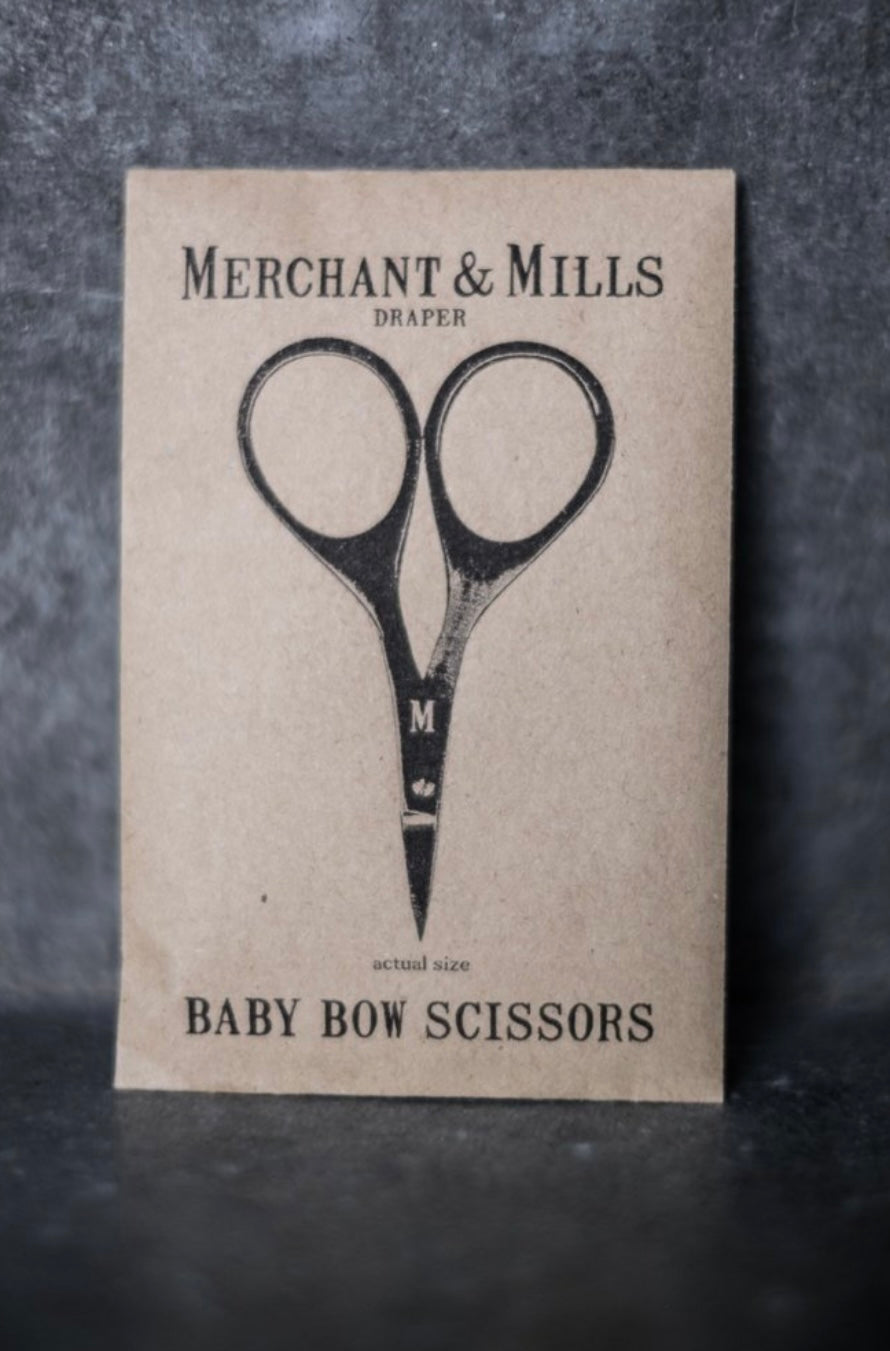 MERCHANT & MILLS
DRAPER
M
actual size
BABY BOW SCISSORS